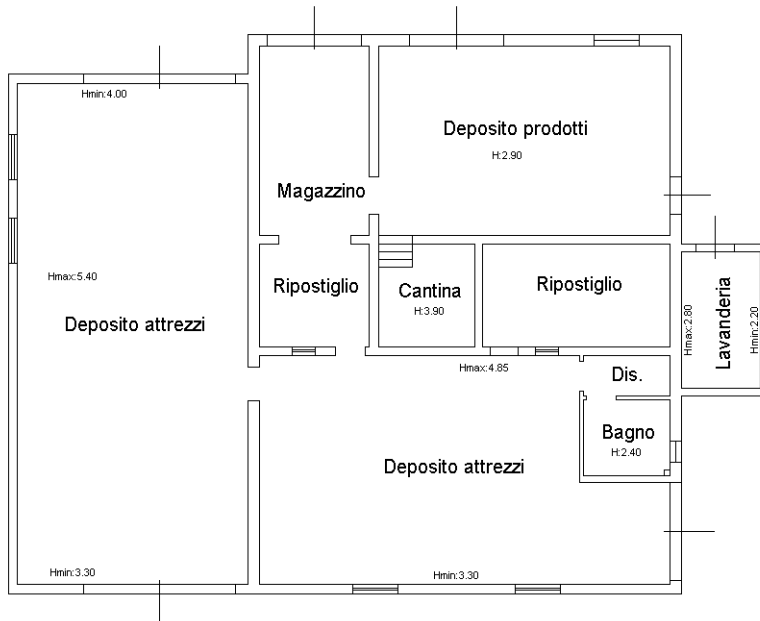 Hmin:4.00
Deposito prodotti
H:2.90
Magazzino
Hmax:5.40
Ripostiglio
Cantina
H:3.90
Ripostiglio
Hmax:2.80
Lavanderia
Hmin:2.20
Deposito attrezzi
Hmax:4.85
Dis.
Bagno
H:2.40
Deposito attrezzi
Hmin:3.30
Hmin:3.30